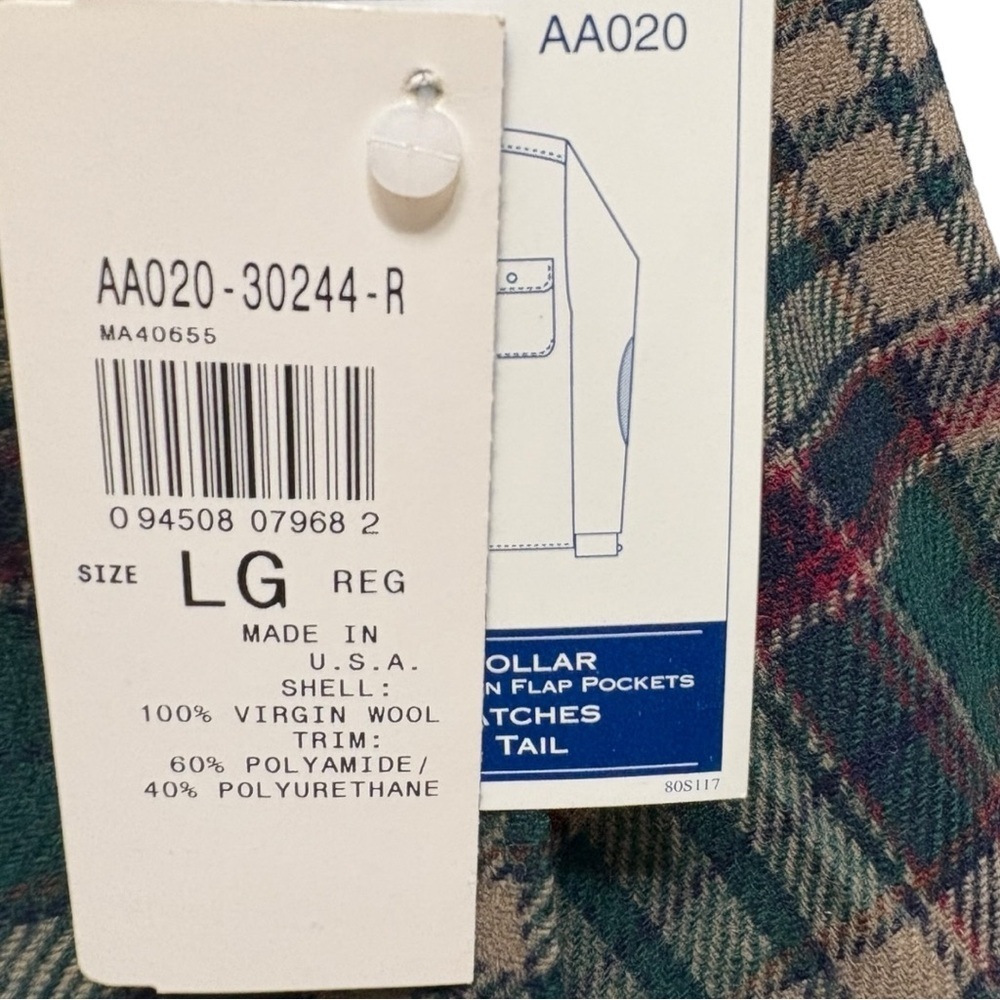 AA020
AA020-30244-R
MA40655
0 94508 07968 2
SIZE LG REG
MADE IN
U.S.A.
SHELL:
100% VIRGIN WOOL
TRIM:
60% POLYAMIDE/
40% POLYURETHANE
OLLAR
N FLAP POCKETS
ATCHES
TAIL
80S117